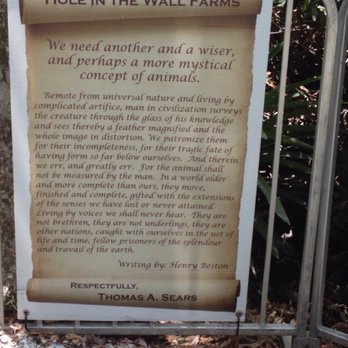 HOLE IN THE WALL FARMS
We need another and a wiser,
and perhaps a more mystical
concept of animals.
Remote from universal nature and living by
complicated artifice, man in civilization surveys
the creature through the glass of his knowledge
and sees thereby a feather magnified and the
whole image in distortion. We patronize them
for their incompleteness, for their tragic fate of
having form so far below ourselves. And therein
we err, and greatly err. For the animal shall
not be measured by the man. In a world older
and more complete than ours, they move,
finished and complete, gifted with the extensions
of the senses we have lost or never attained.
Living by voices we shall never hear. They are
not brethren, they are not underlings, they are
other nations, caught with ourselves in the net of
life and time, fellow prisoners of the splendour
and travail of the earth.
Writing by: Henry Beston
RESPECTFULLY,
THOMAS A. SEARS